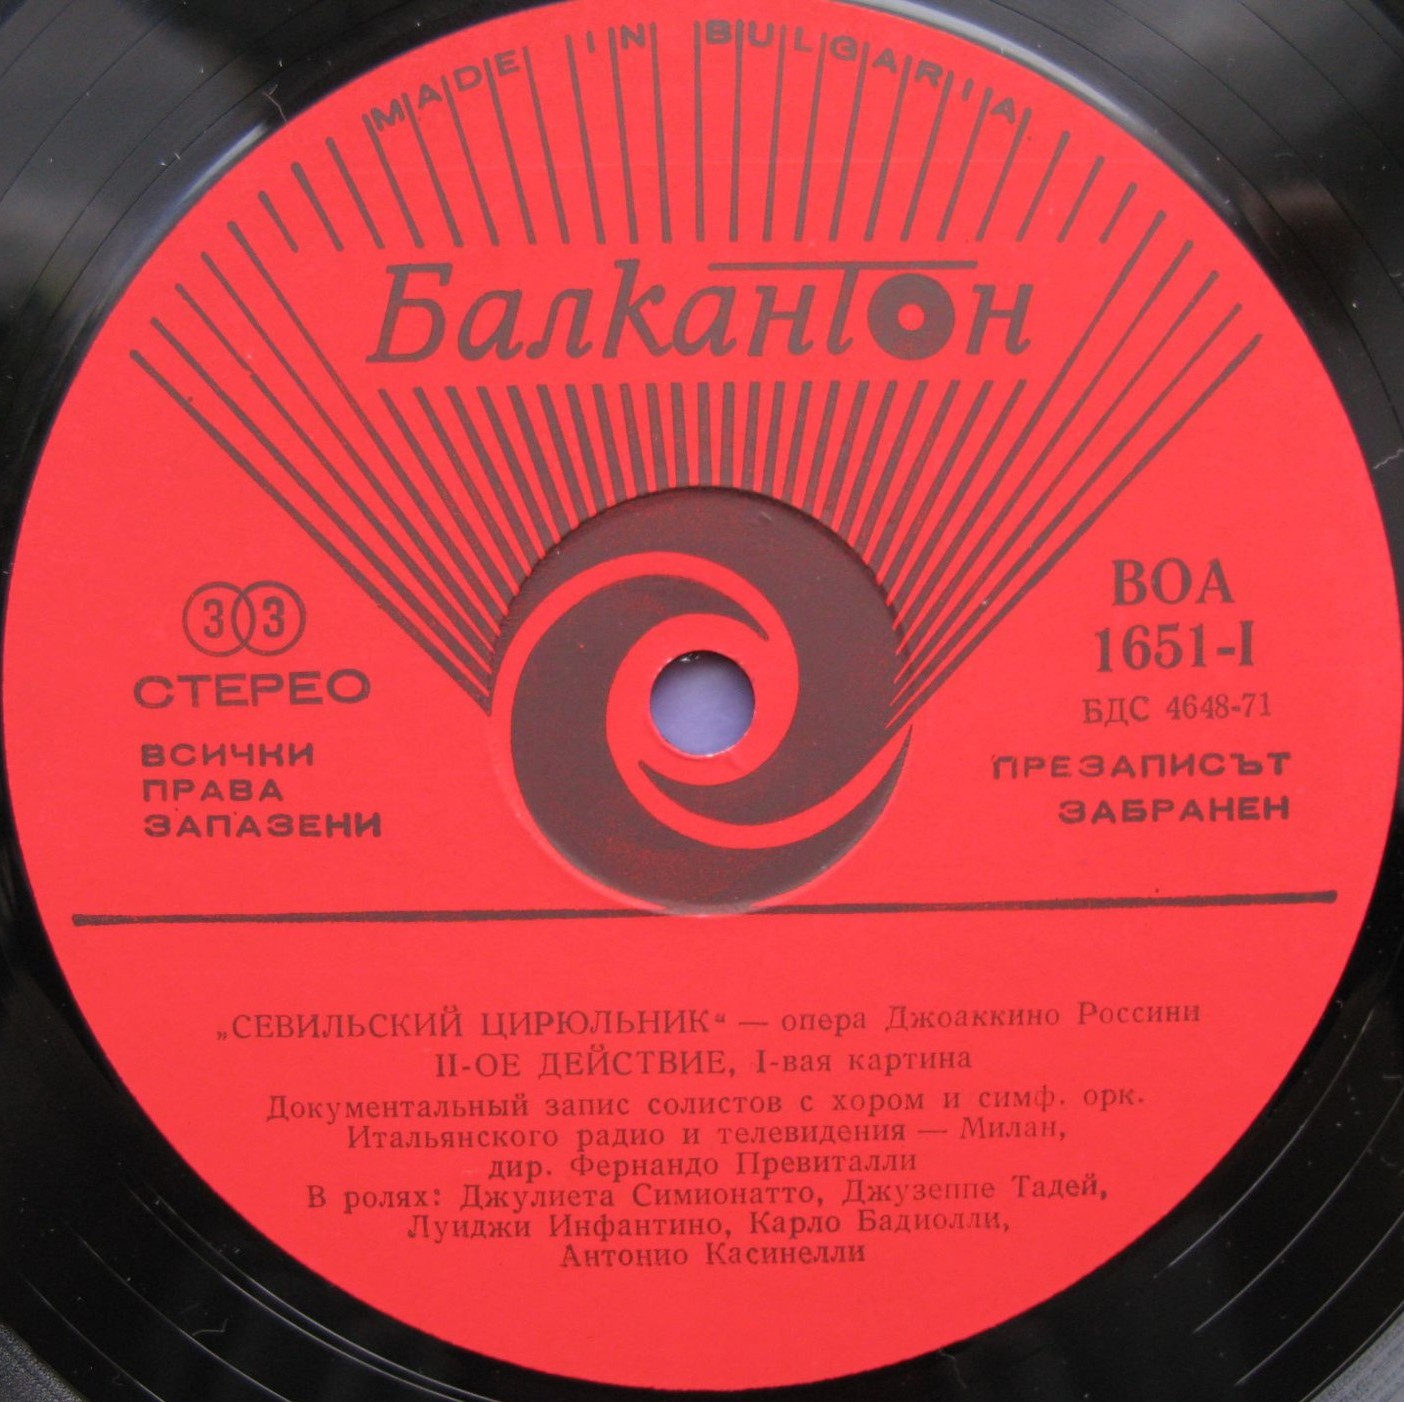 MADE IN BULGARIA
Балкантон
33
СТЕРЕО
ВСИЧКИ
ПРАВА
ЗАПАЗЕНИ
ВОА
1651-I
БДС 4648-71
ПРЕЗАПИСЪТ
ЗАБРАНЕН
„СЕВИЛЬСКИЙ ЦИРЮЛЬНИК“ — опера Джоаккино Россини
II-ОЕ ДЕЙСТВИЕ, I-вая картина
Документальный запис солистов с хором и симф. орк.
Итальянского радио и телевидения — Милан,
дир. Фернандо Превиталли
В ролях: Джулиета Симионатто, Джузеппе Тадей,
Луиджи Инфантино, Карло Бадиолли,
Антонио Касинелли